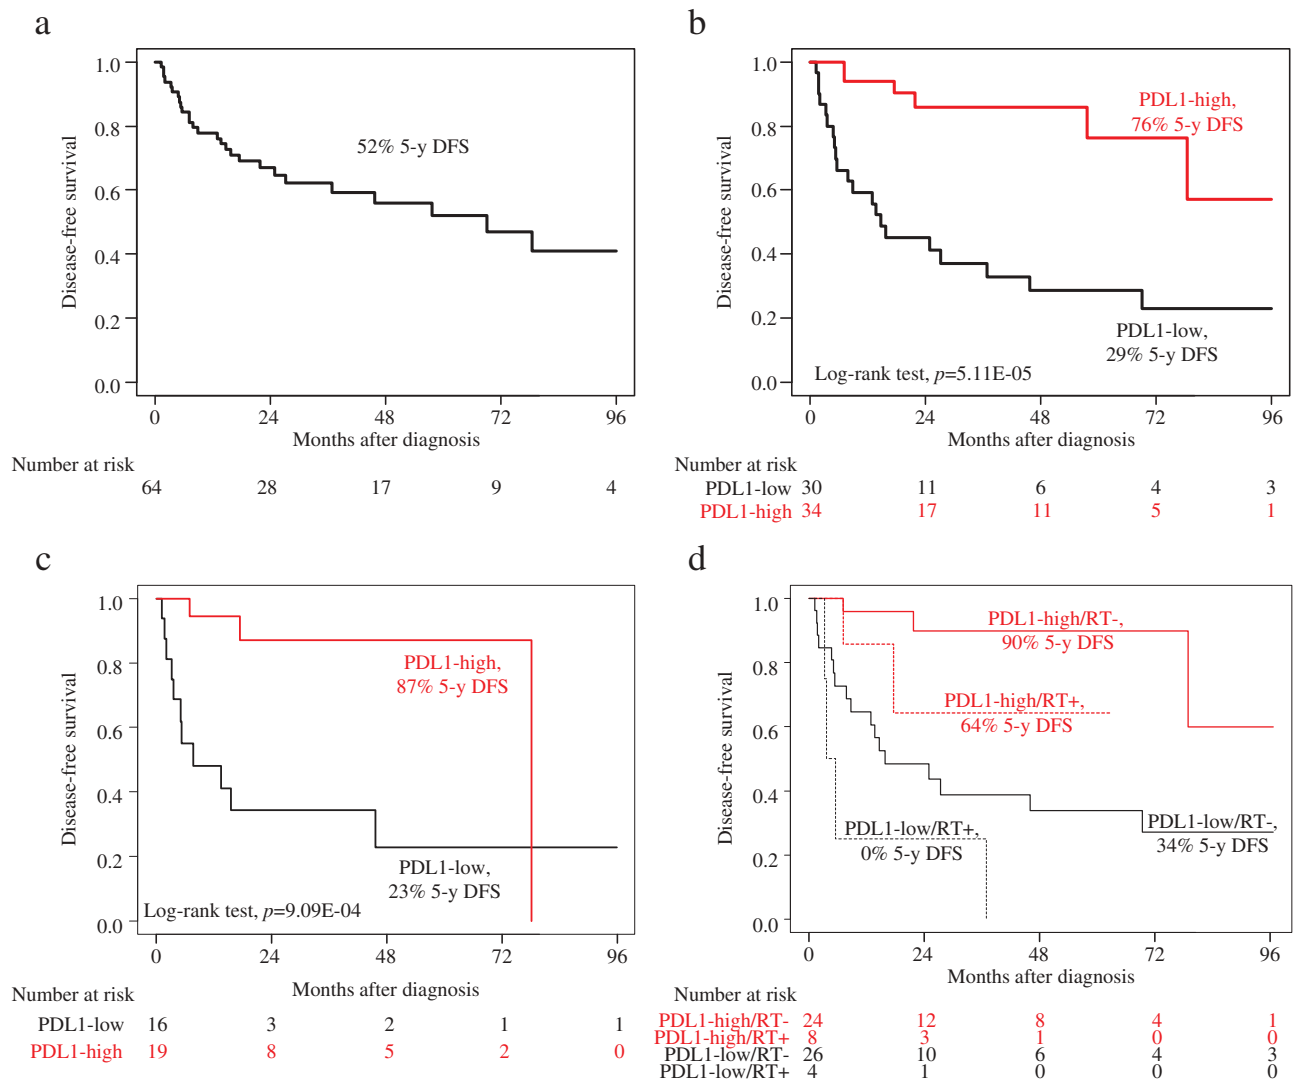 a
Disease-free survival
1.0
0.8
0.6
0.4
0.2
0.0
52% 5-y DFS
0 24 48 72 96
Months after diagnosis
Number at risk
64 28 17 9 4
b
Disease-free survival
1.0
0.8
0.6
0.4
0.2
0.0
PDL1-high,
76% 5-y DFS
PDL1-low,
29% 5-y DFS
Log-rank test, p=5.11E-05
0 24 48 72 96
Months after diagnosis
Number at risk
PDL1-low 30 11 6 4 3
PDL1-high 34 17 11 5 1
c
Disease-free survival
1.0
0.8
0.6
0.4
0.2
0.0
PDL1-high,
87% 5-y DFS
PDL1-low,
23% 5-y DFS
Log-rank test, p=9.09E-04
0 24 48 72 96
Months after diagnosis
Number at risk
PDL1-low 16 3 2 1 1
PDL1-high 19 8 5 2 0
d
Disease-free survival
1.0
0.8
0.6
0.4
0.2
0.0
PDL1-high/RT-,
90% 5-y DFS
PDL1-high/RT+,
64% 5-y DFS
PDL1-low/RT+,
0% 5-y DFS
PDL1-low/RT-,
34% 5-y DFS
0 24 48 72 96
Months after diagnosis
Number at risk
PDL1-high/RT- 24 12 8 4 1
PDL1-high/RT+ 8 3 1 0 0
PDL1-low/RT- 26 10 6 4 3
PDL1-low/RT+ 4 1 0 0 0